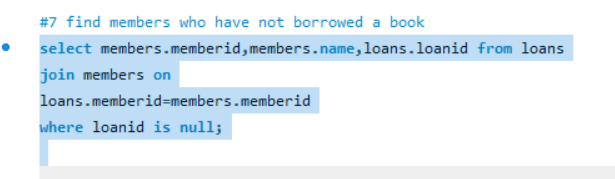 #7 find members who have not borrowed a book
select members.memberid,members.name,loans.loanid from loans
join members on
loans.memberid=members.memberid
where loanid is null;